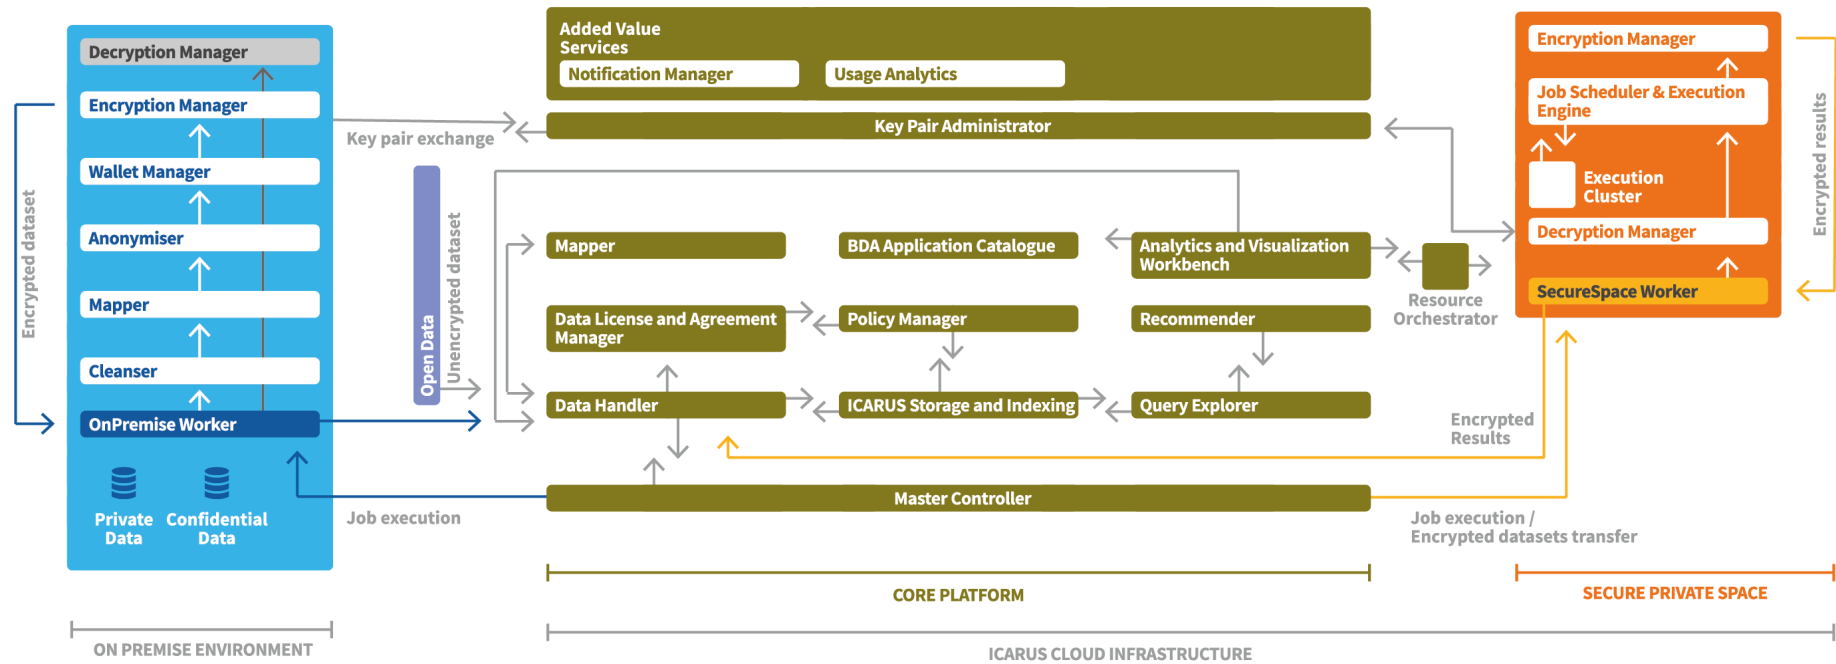 Decryption Manager
Encryption Manager
Wallet Manager
Anonymiser
Mapper
Cleanser
OnPremise Worker
Private
Data
Confidential
Data
Encrypted dataset
ON PREMISE ENVIRONMENT
Key pair exchange
Job execution
Open Data
Unencrypted dataset
Added Value
Services
Notification Manager
Usage Analytics
Key Pair Administrator
Mapper
BDA Application Catalogue
Analytics and Visualization
Workbench
Data License and Agreement
Manager
Policy Manager
Recommender
Data Handler
ICARUS Storage and Indexing
Query Explorer
Master Controller
CORE PLATFORM
Resource
Orchestrator
Encrypted
Results
Job execution /
Encrypted datasets transfer
Encryption Manager
Job Scheduler & Execution
Engine
Execution
Cluster
Decryption Manager
SecureSpace Worker
Encrypted results
SECURE PRIVATE SPACE
ICARUS CLOUD INFRASTRUCTURE